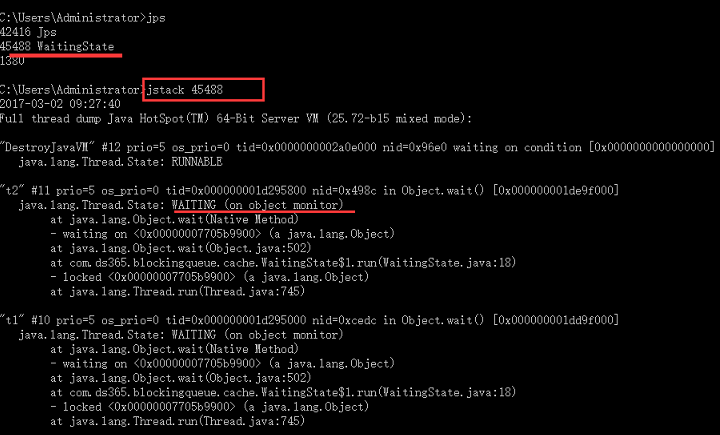 C:\Users\Administrator>jps
42416 Jps
45488 WaitingState
1380
C:\Users\Administrator>jstack 45488
2017-03-02 09:27:40
Full thread dump Java HotSpot(TM) 64-Bit Server VM (25.72-b15 mixed mode):
"DestroyJavaVM" #12 prio=5 os_prio=0 tid=0x0000000002a0e000 nid=0x96e0 waiting on condition [0x0000000000000000]
java.lang.Thread.State: RUNNABLE
"t2" #11 prio=5 os_prio=0 tid=0x000000001d295800 nid=0x498c in Object.wait() [0x000000001de9f000]
java.lang.Thread.State: WAITING (on object monitor)
at java.lang.Object.wait(Native Method)
- waiting on <0x00000007705b9900> (a java.lang.Object)
at java.lang.Object.wait(Object.java:502)
at com.ds365.blockingqueue.cache.WaitingState$1.run(WaitingState.java:18)
- locked <0x00000007705b9900> (a java.lang.Object)
at java.lang.Thread.run(Thread.java:745)
"t1" #10 prio=5 os_prio=0 tid=0x000000001d295000 nid=0xcedc in Object.wait() [0x000000001dd9f000]
java.lang.Thread.State: WAITING (on object monitor)
at java.lang.Object.wait(Native Method)
- waiting on <0x00000007705b9900> (a java.lang.Object)
at java.lang.Object.wait(Object.java:502)
at com.ds365.blockingqueue.cache.WaitingState$1.run(WaitingState.java:18)
- locked <0x00000007705b9900> (a java.lang.Object)
at java.lang.Thread.run(Thread.java:745)